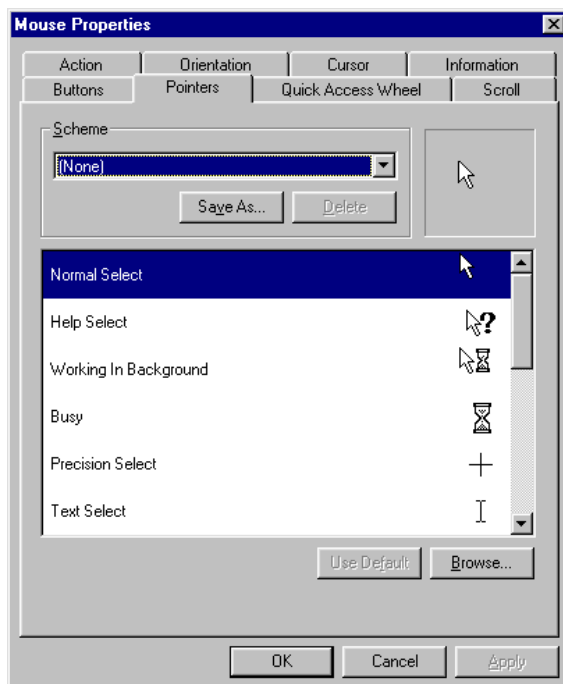 Mouse Properties
Action Orientation Cursor Information
Buttons Pointers Quick Access Wheel Scroll
Scheme
(None)
Save As... Delete
Normal Select
Help Select
Working In Background
Busy
Precision Select
Text Select
Use Default Browse...
OK Cancel Apply